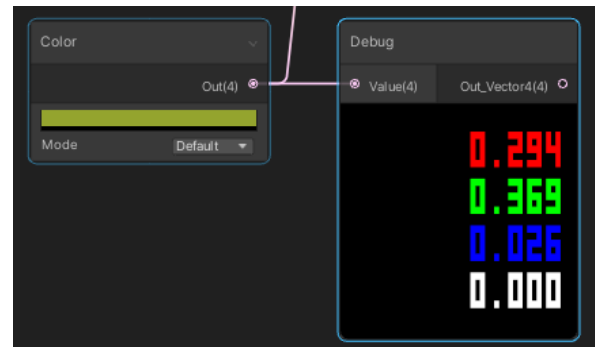 Color
Out(4)
Mode
Default
Debug
Value(4)
Out_Vector4(4)
0.294
0.369
0.026
0.000